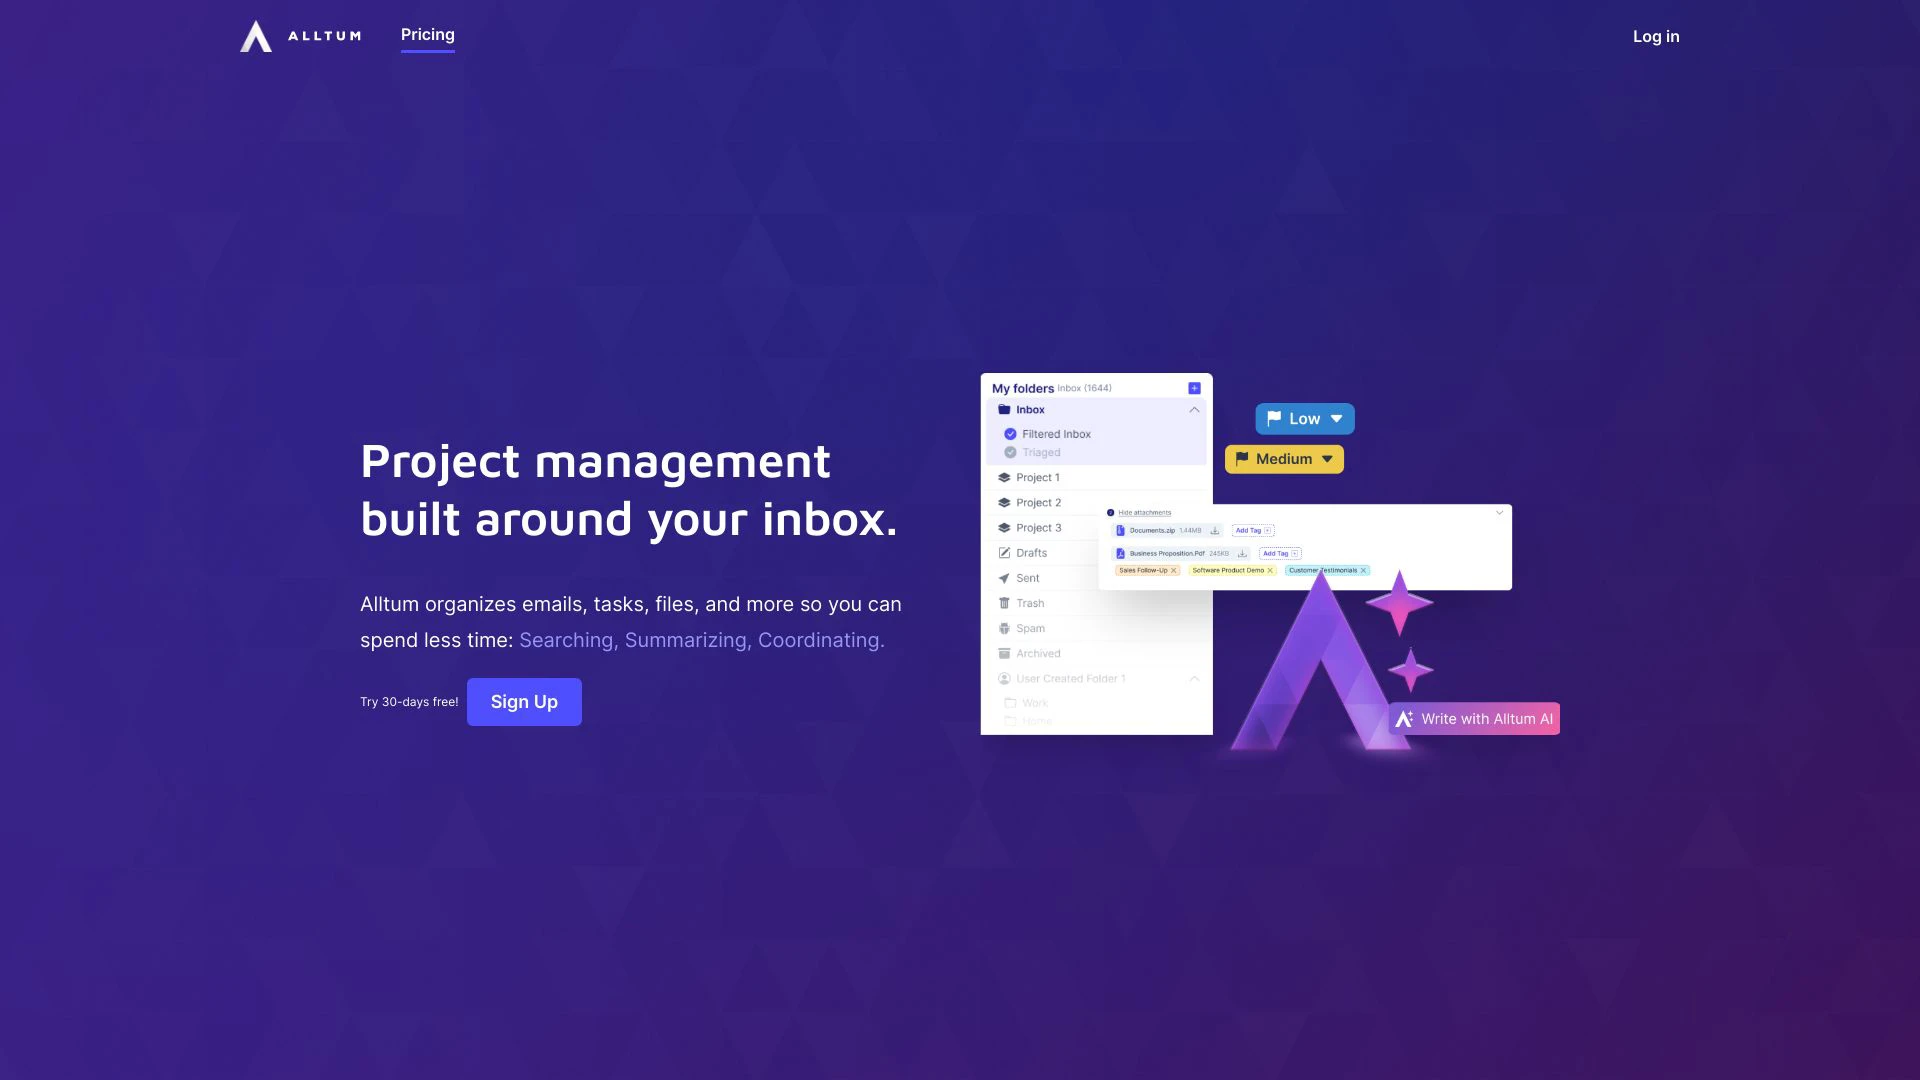 ALLTUM
Pricing
Log in
Project management
built around your inbox.
Alltum organizes emails, tasks, files, and more so you can
spend less time: Searching, Summarizing, Coordinating.
Try 30-days free!
Sign Up
My folders Inbox (1644)
Inbox
Filtered Inbox
Triaged
Project 1
Project 2
Project 3
Drafts
Sent
Trash
Spam
Archived
User Created Folder 1
Work
Home
Low
Medium
Hide attachments
Documents.zip 1.44MB Add Tag
Business Proposition.Pdf 245KB Add Tag
Sales Follow-Up Software Product Demo Customer Testimonials
Write with Alltum AI